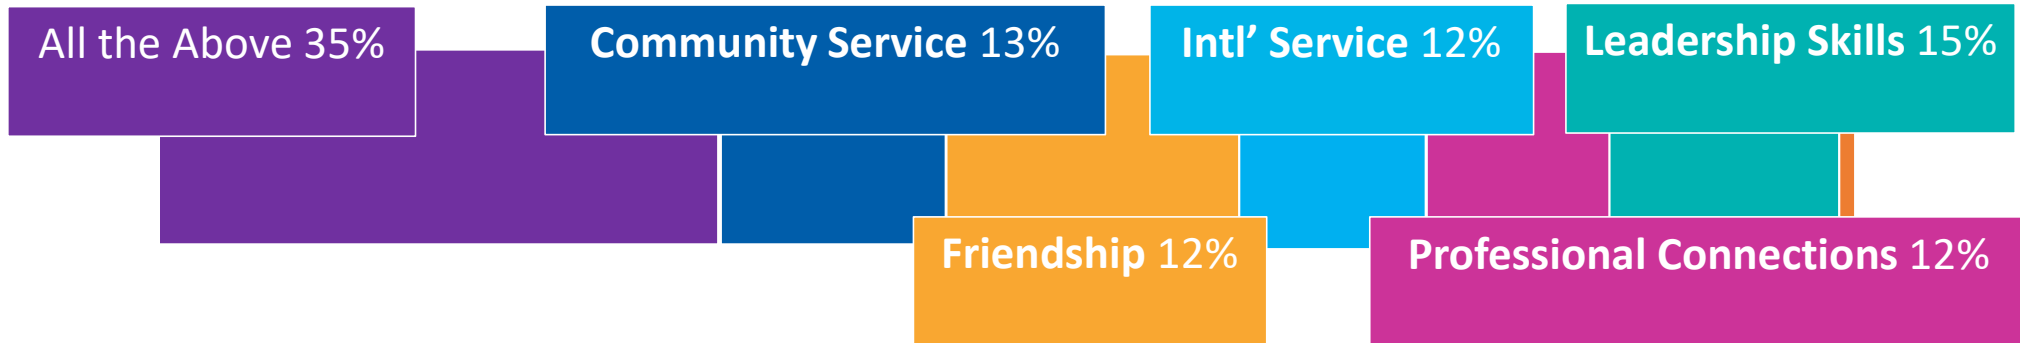 All the Above 35%
Community Service 13%
Intl’ Service 12%
Leadership Skills 15%
Friendship 12%
Professional Connections 12%